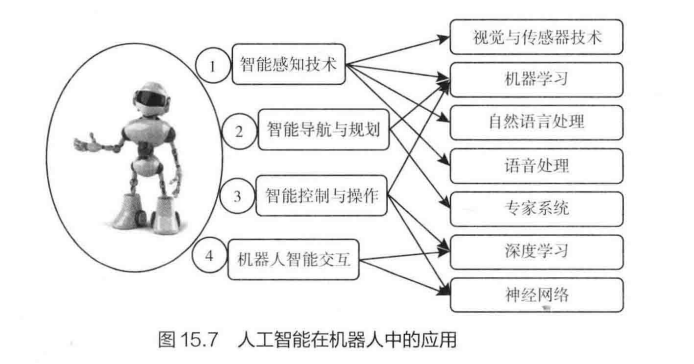 1
智能感知技术
2
智能导航与规划
3
智能控制与操作
4
机器人智能交互
视觉与传感器技术
机器学习
自然语言处理
语音处理
专家系统
深度学习
神经网络
图 15.7 人工智能在机器人中的应用